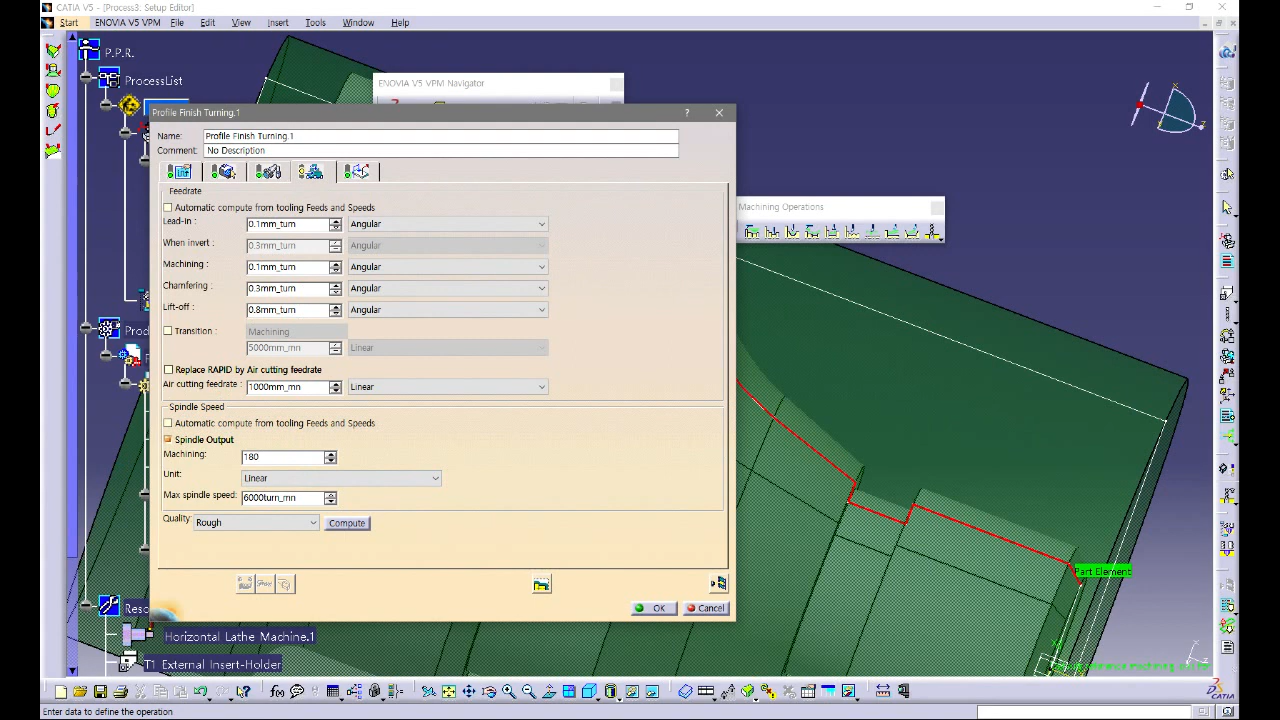 CATIA V5 - [Process3: Setup Editor]
Start ENOVIA V5 VPM File Edit View Insert Tools Window Help
P.P.R.
ProcessList
ENOVIA V5 VPM Navigator
Profile Finish Turning.1
Name: Profile Finish Turning.1
Comment: No Description
Feedrate
Automatic compute from tooling Feeds and Speeds
Lead-in : 0.1mm_turn Angular
When invert : 0.3mm_turn Angular
Machining : 0.1mm_turn Angular
Chamfering : 0.3mm_turn Angular
Lift-off : 0.8mm_turn Angular
Transition : Machining
5000mm_mn Linear
Replace RAPID by Air cutting feedrate
Air cutting feedrate : 1000mm_mn Linear
Spindle Speed
Automatic compute from tooling Feeds and Speeds
Spindle Output
Machining: 180
Unit: Linear
Max spindle speed: 6000turn_mn
Quality: Rough Compute
OK Cancel
Machining Operations
Part Element
Prod
Reso
Horizontal Lathe Machine.1
T1 External Insert-Holder
CATIA
Enter data to define the operation